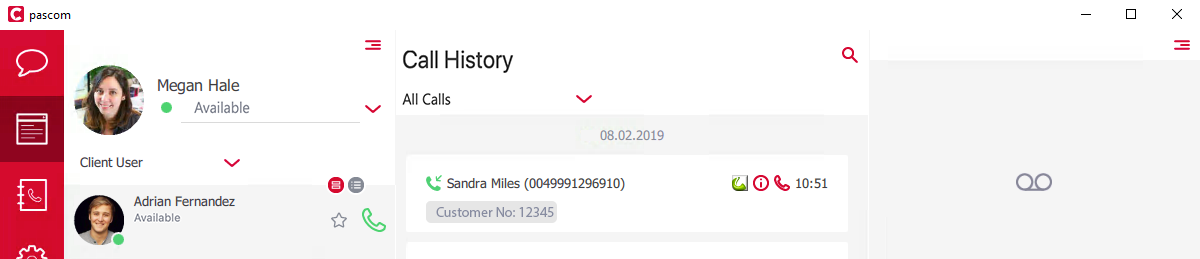 pascom
Megan Hale
Available
Client User
Adrian Fernandez
Available
Call History
All Calls
08.02.2019
Sandra Miles (0049991296910) 10:51
Customer No: 12345